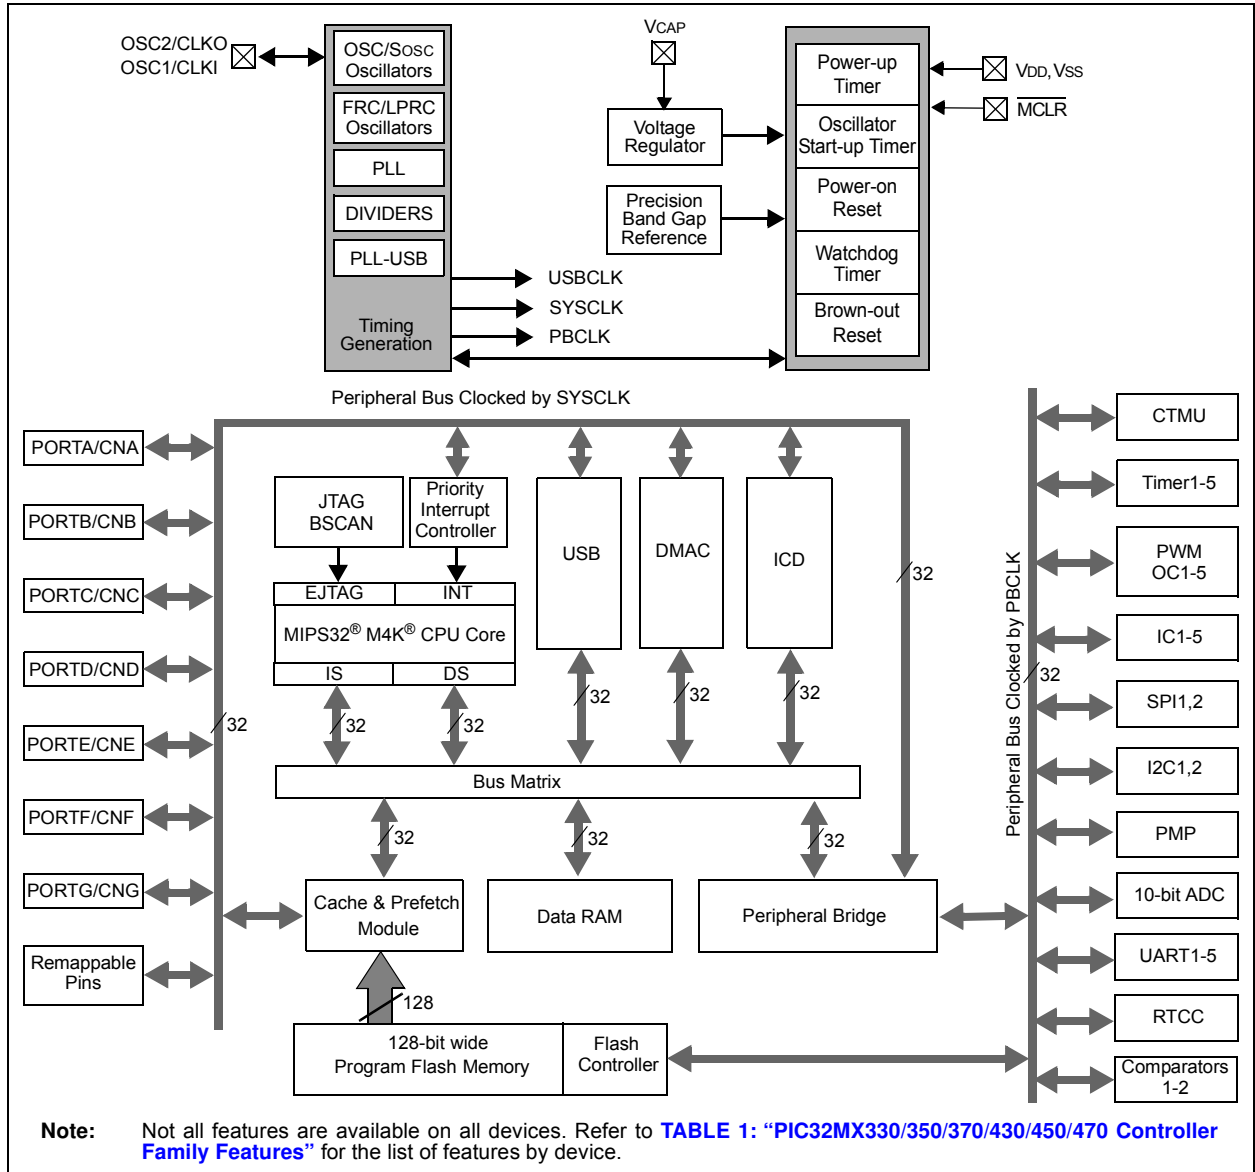 OSC2/CLKO
OSC1/CLKI
OSC/SOSC
Oscillators
FRC/LPRC
Oscillators
PLL
DIVIDERS
PLL-USB
Timing
Generation
USBCLK
SYSCLK
PBCLK
VCAP
Voltage
Regulator
Precision
Band Gap
Reference
Power-up
Timer
Oscillator
Start-up Timer
Power-on
Reset
Watchdog
Timer
Brown-out
Reset
VDD, VSS
MCLR
Peripheral Bus Clocked by SYSCLK
PORTA/CNA
PORTB/CNB
PORTC/CNC
PORTD/CND
PORTE/CNE
PORTF/CNF
PORTG/CNG
Remappable
Pins
32
JTAG
BSCAN
Priority
Interrupt
Controller
EJTAG
INT
MIPS32® M4K® CPU Core
IS
DS
USB
DMAC
ICD
32
32
32
32
32
32
Bus Matrix
32
32
32
Cache & Prefetch
Module
Data RAM
Peripheral Bridge
128
128-bit wide
Program Flash Memory
Flash
Controller
Peripheral Bus Clocked by PBCLK
32
CTMU
Timer1-5
PWM
OC1-5
IC1-5
SPI1,2
I2C1,2
PMP
10-bit ADC
UART1-5
RTCC
Comparators
1-2
Note: Not all features are available on all devices. Refer to TABLE 1: “PIC32MX330/350/370/430/450/470 Controller
Family Features” for the list of features by device.